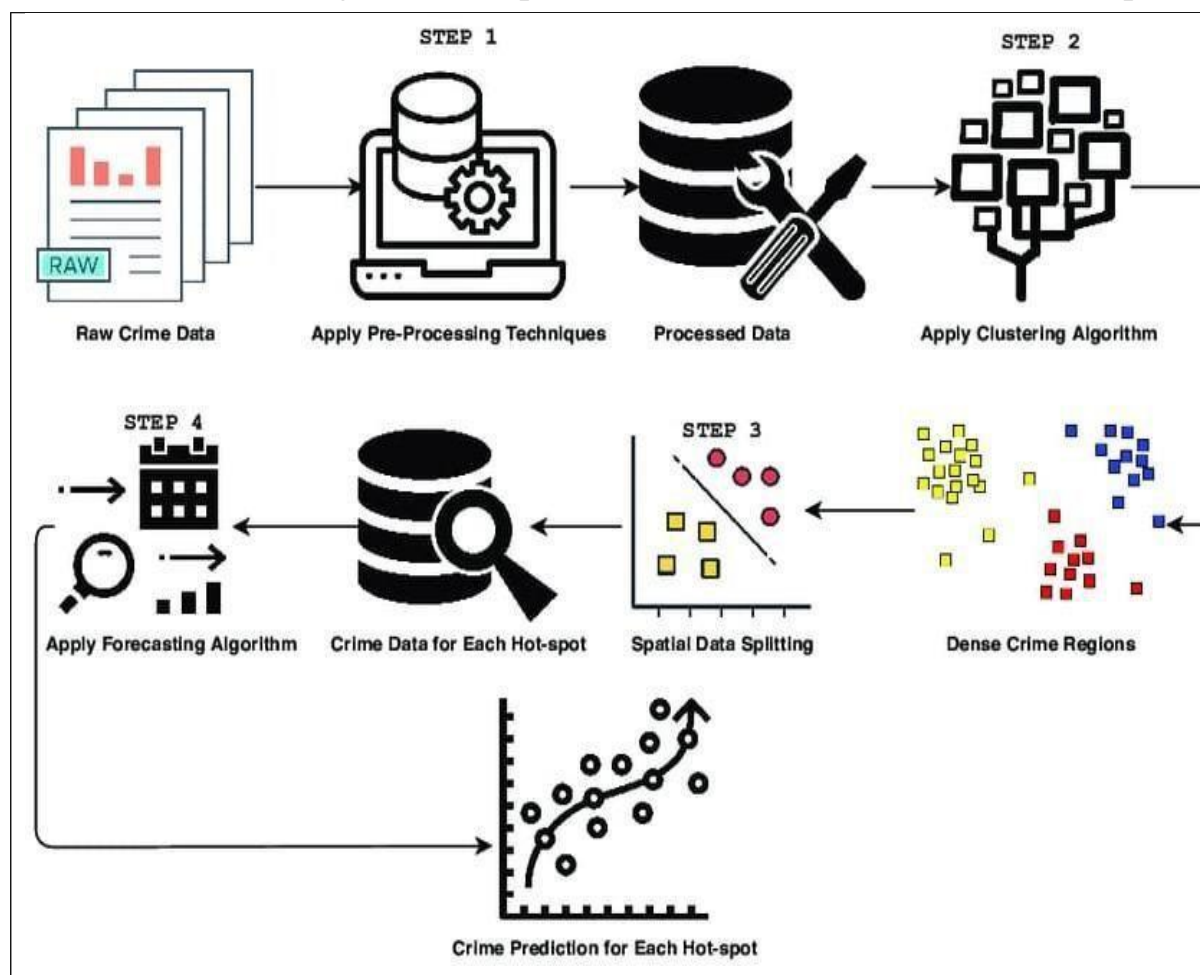 STEP 1
STEP 2
RAW
Raw Crime Data
Apply Pre-Processing Techniques
Processed Data
Apply Clustering Algorithm
STEP 4
STEP 3
Apply Forecasting Algorithm
Crime Data for Each Hot-spot
Spatial Data Splitting
Dense Crime Regions
Crime Prediction for Each Hot-spot